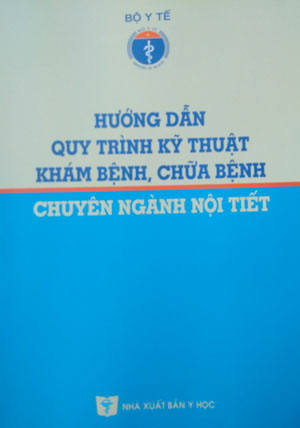 BỘ Y TẾ
HƯỚNG DẪN
QUY TRÌNH KỸ THUẬT
KHÁM BỆNH, CHỮA BỆNH
CHUYÊN NGÀNH NỘI TIẾT
NHÀ XUẤT BẢN Y HỌC